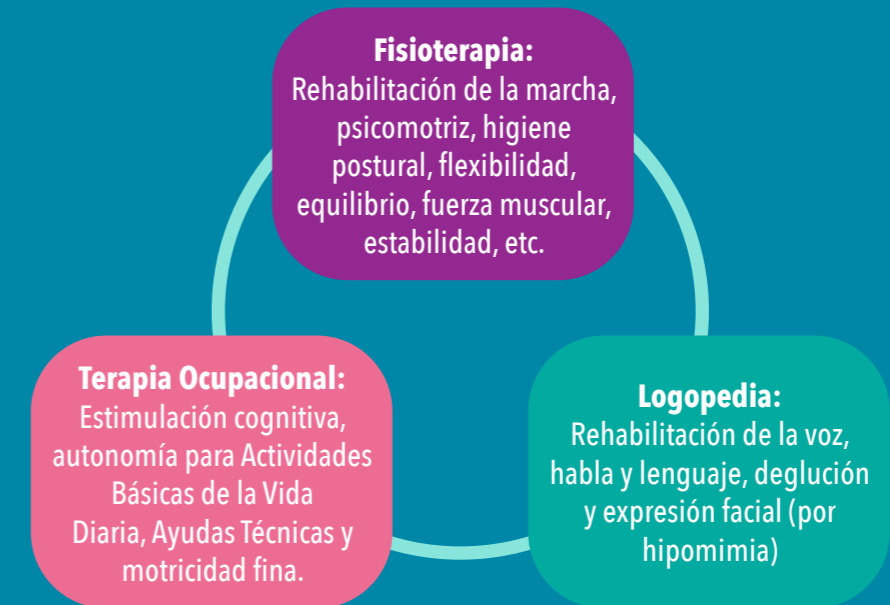 Fisioterapia:
Rehabilitación de la marcha,
psicomotriz, higiene
postural, flexibilidad,
equilibrio, fuerza muscular,
estabilidad, etc.
Terapia Ocupacional:
Estimulación cognitiva,
autonomía para Actividades
Básicas de la Vida
Diaria, Ayudas Técnicas y
motricidad fina.
Logopedia:
Rehabilitación de la voz,
habla y lenguaje, deglución
y expresión facial (por
hipomimia)